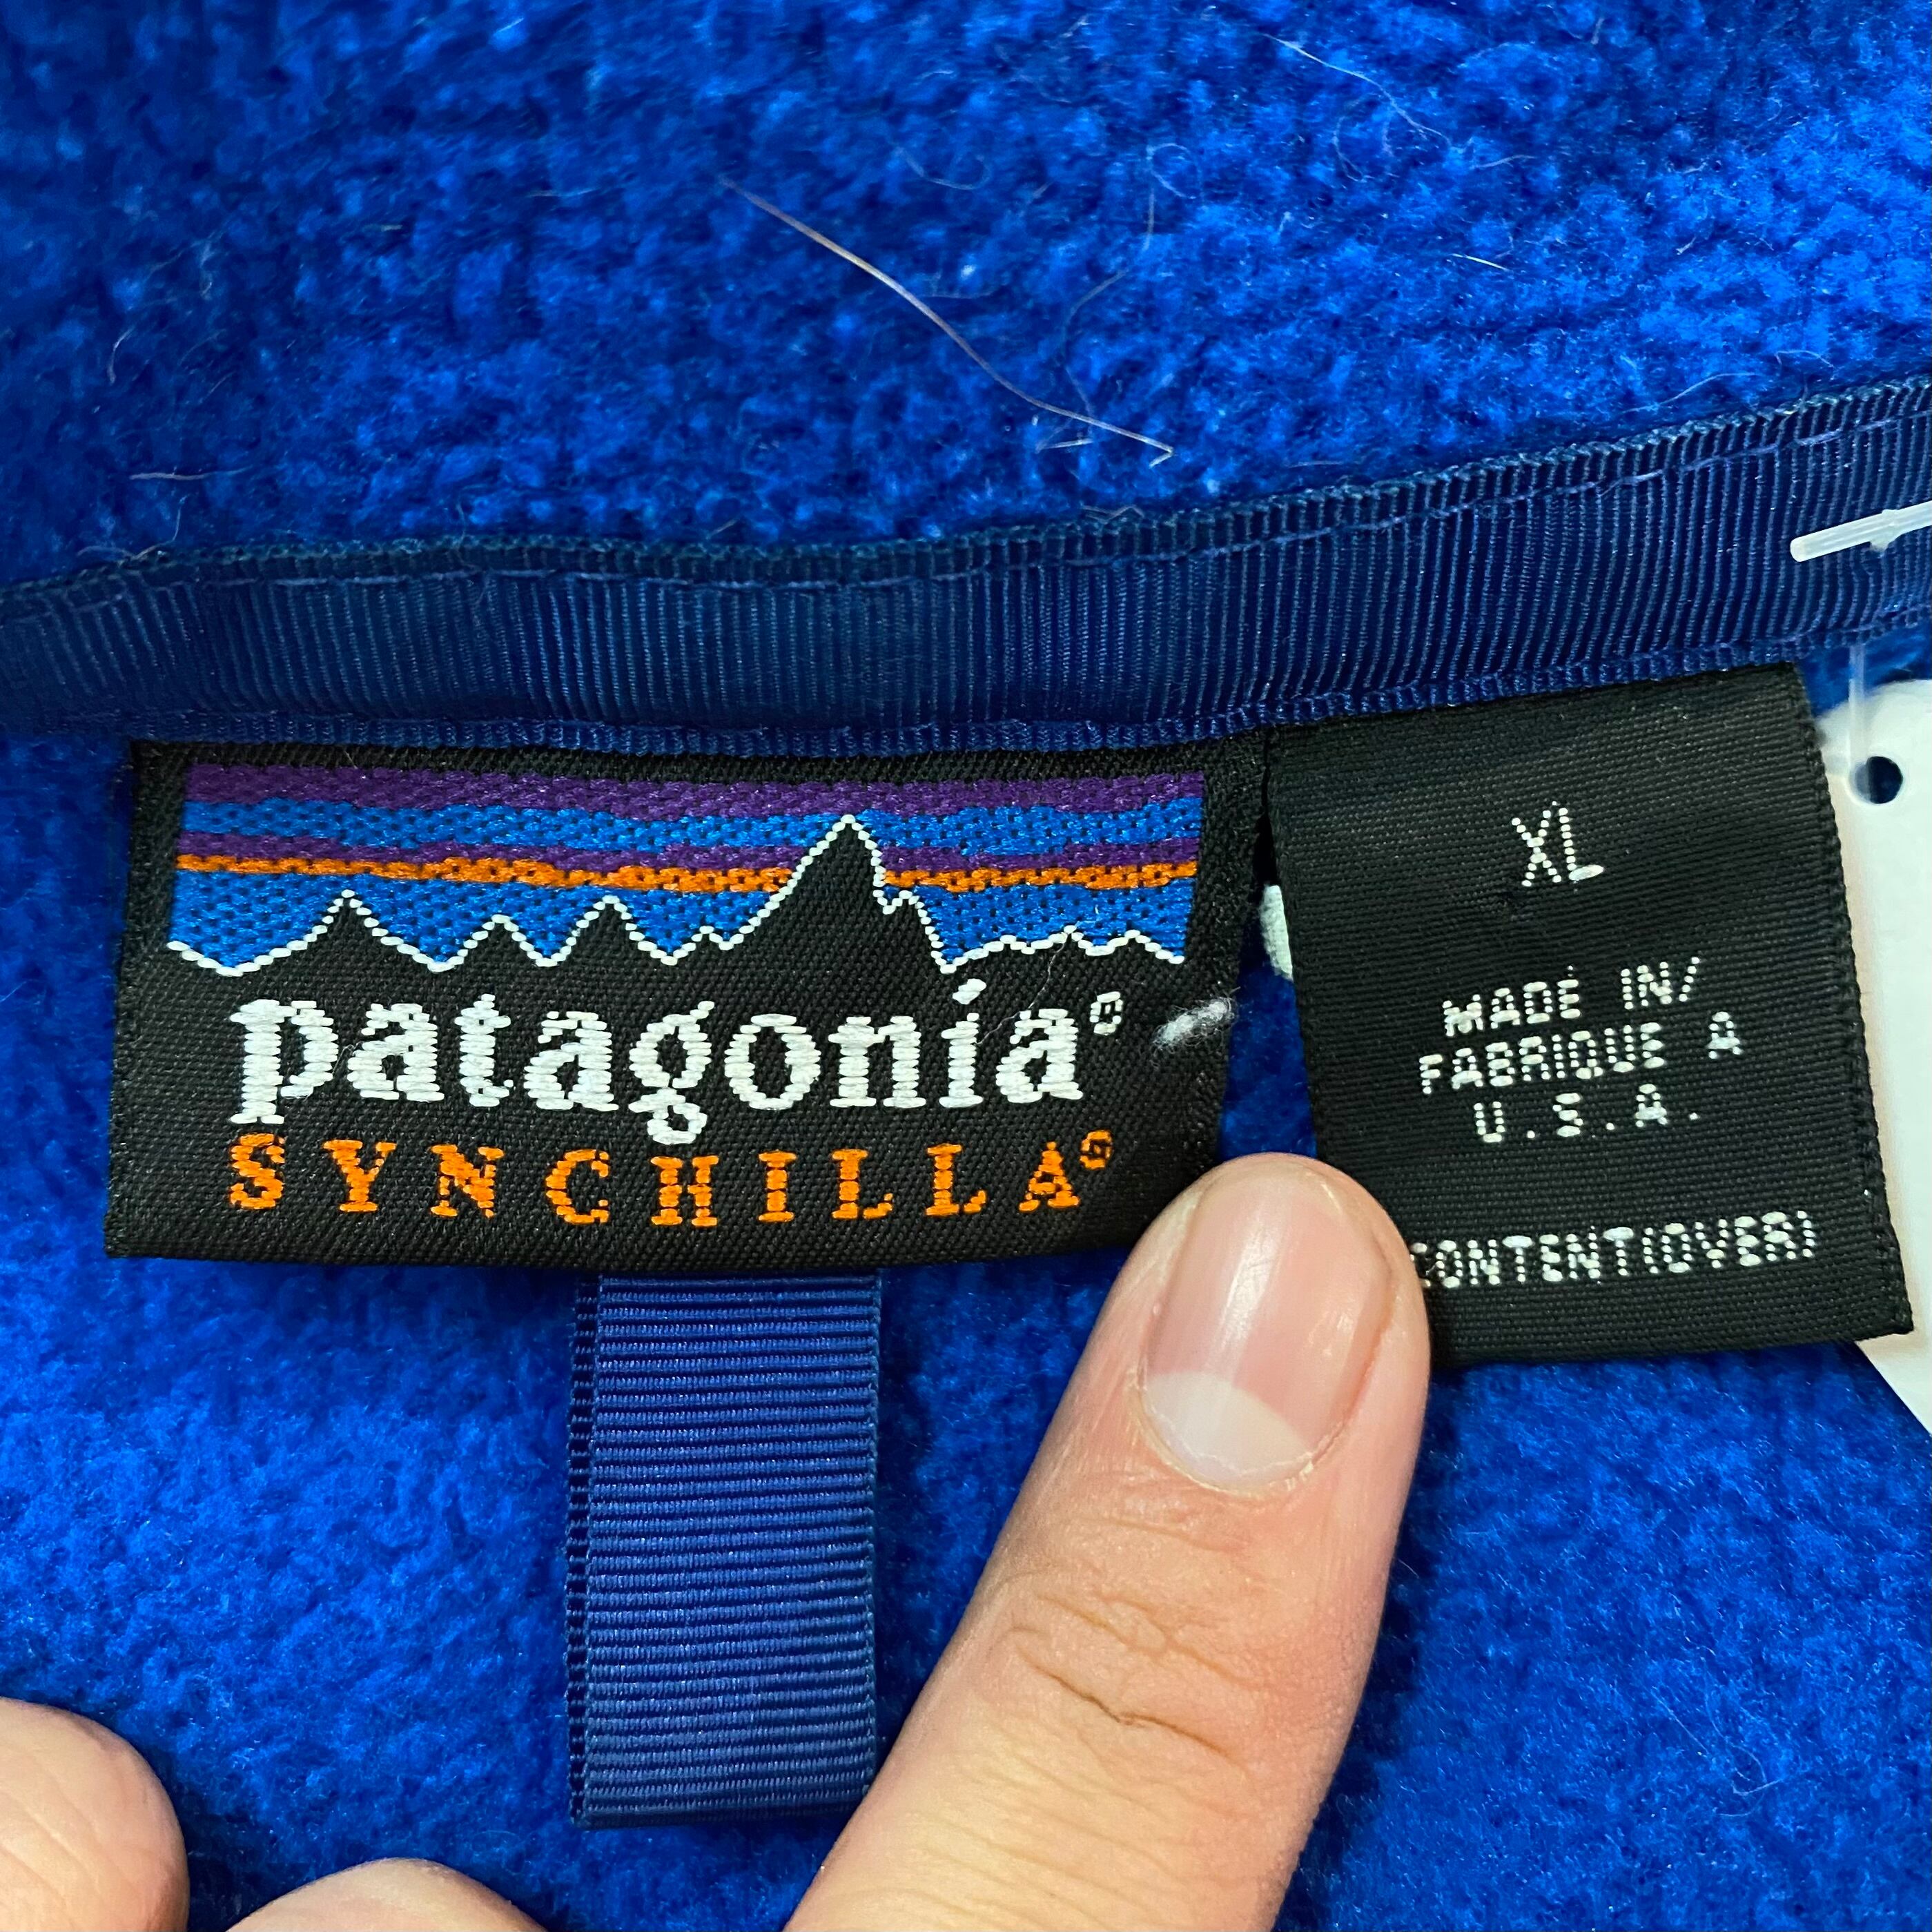 patagonia®
SYNCHILLA®
XL
MADE IN/
FABRIQUE A
U.S.A.
CONTENT(OVER)